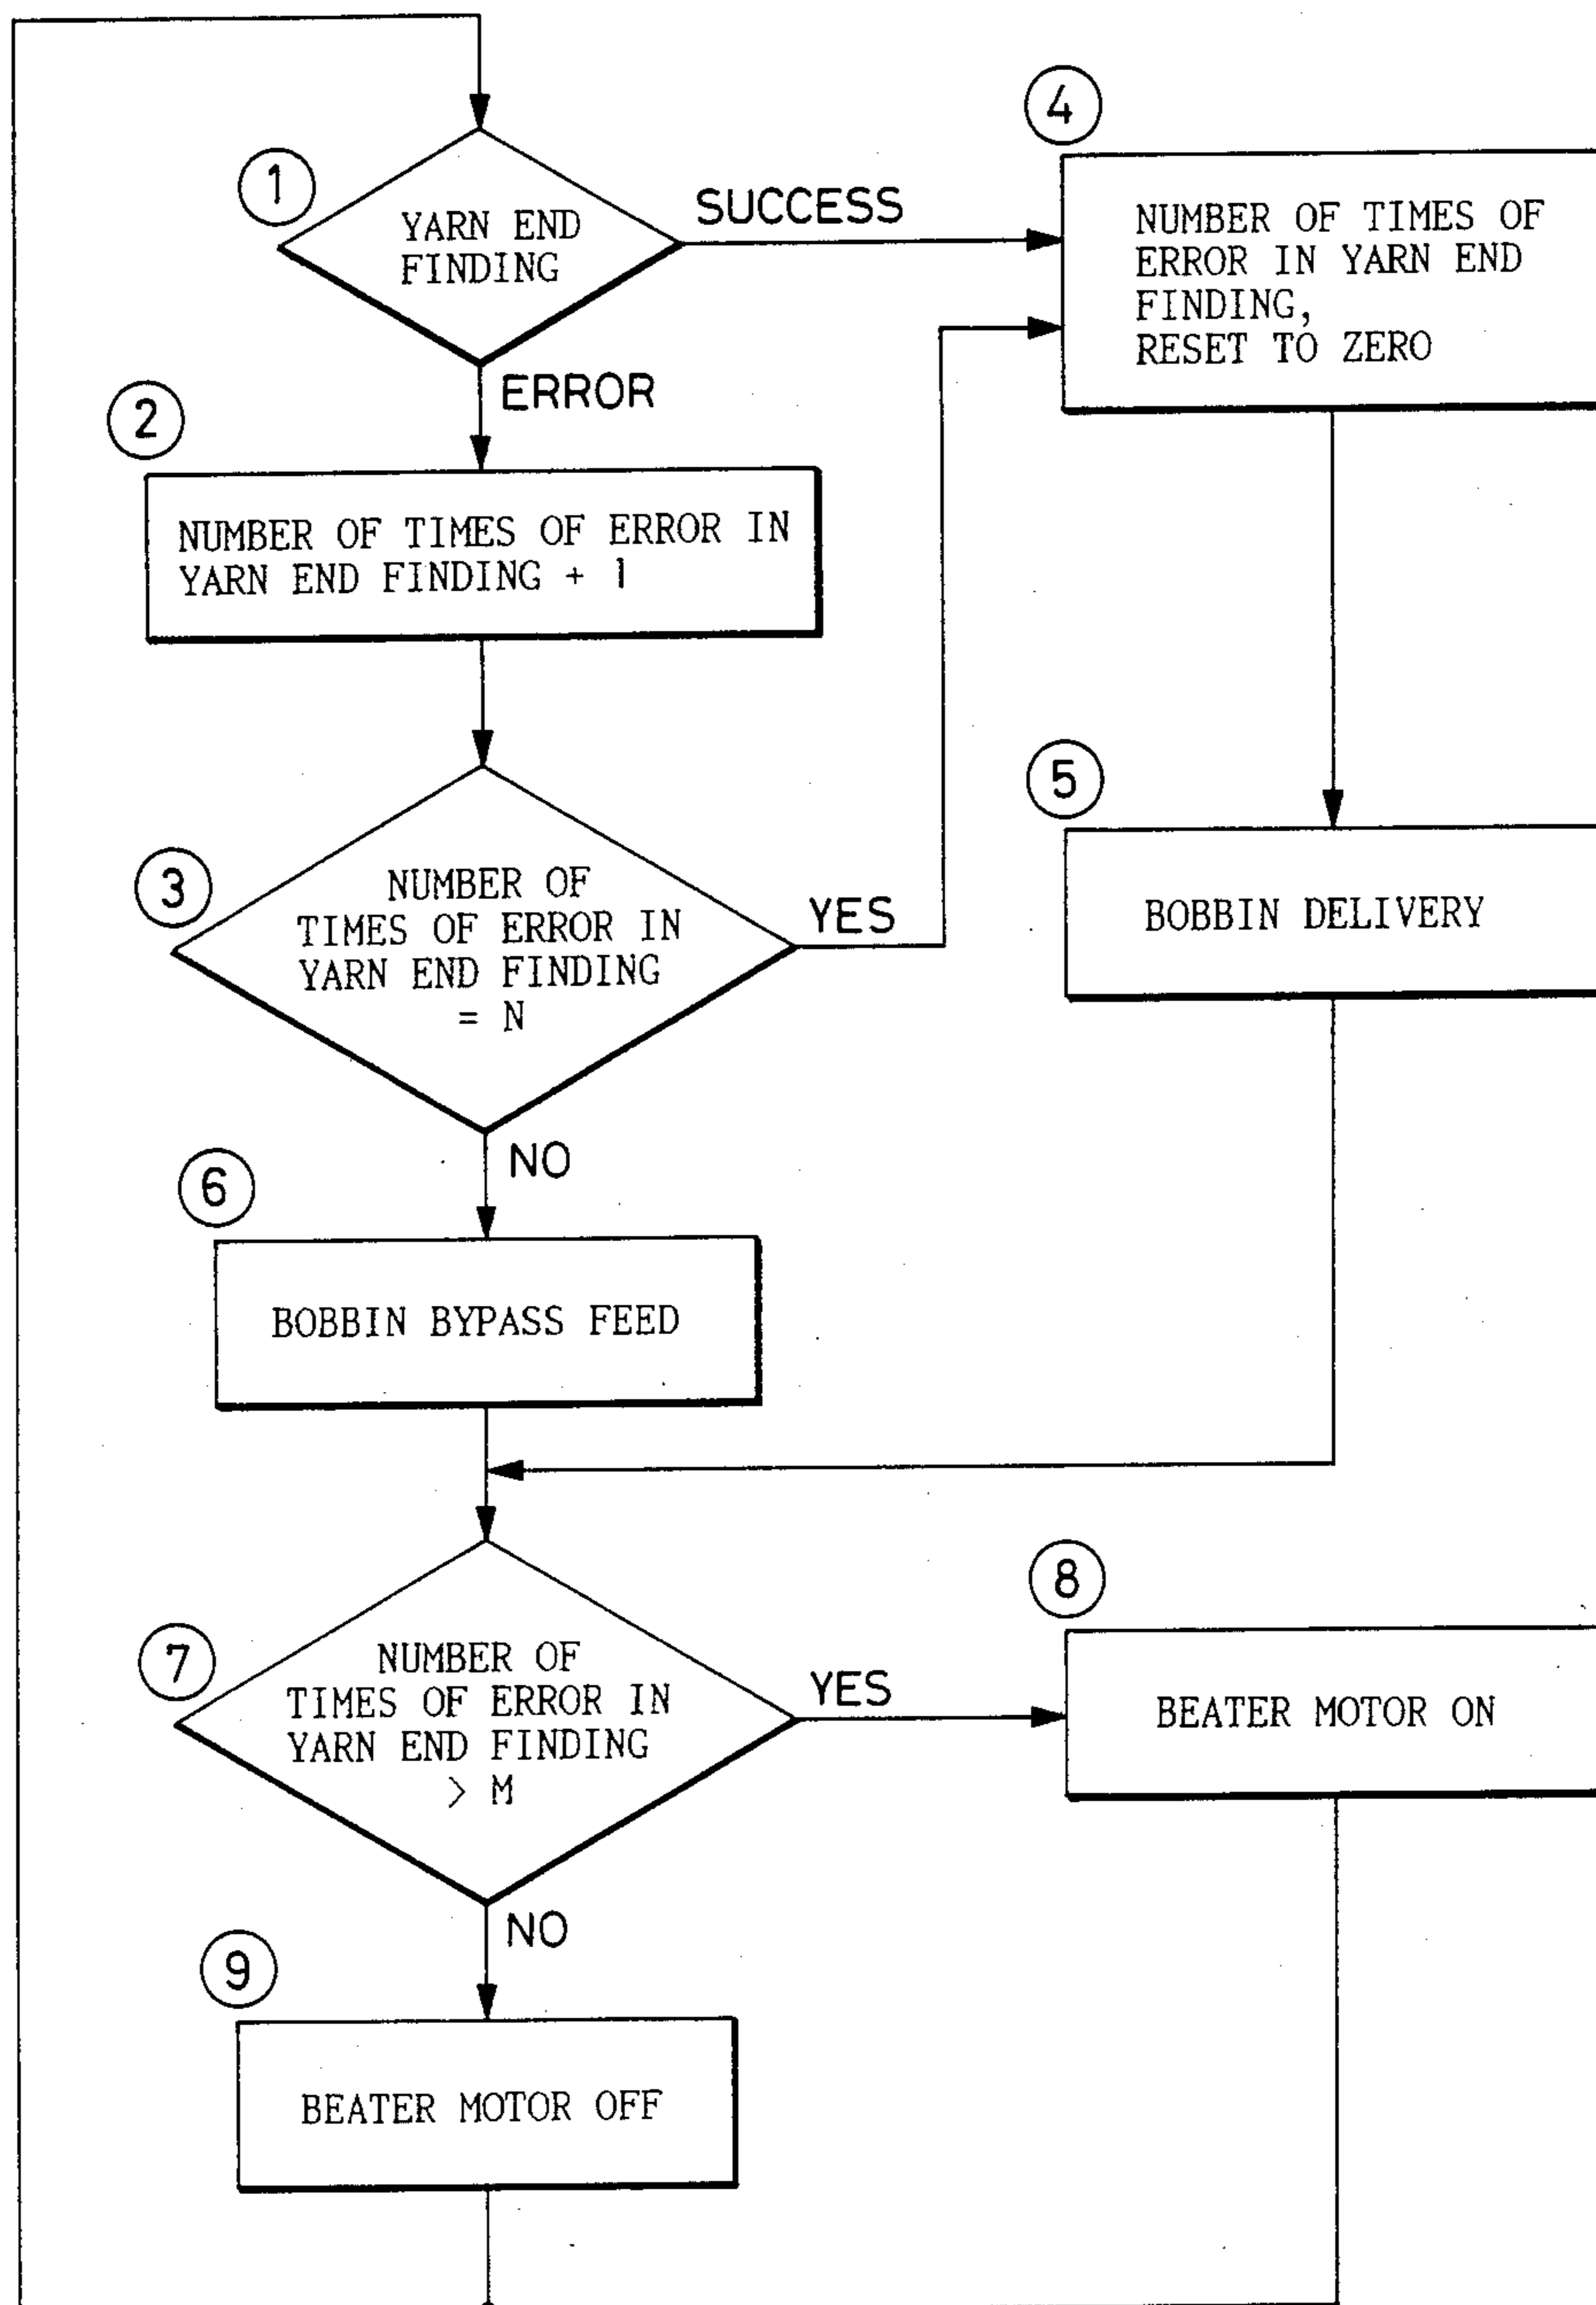 1
YARN END
FINDING
SUCCESS
ERROR
2
NUMBER OF TIMES OF ERROR IN
YARN END FINDING + 1
3
NUMBER OF
TIMES OF ERROR IN
YARN END FINDING
= N
YES
NO
4
NUMBER OF TIMES OF
ERROR IN YARN END
FINDING,
RESET TO ZERO
5
BOBBIN DELIVERY
6
BOBBIN BYPASS FEED
7
NUMBER OF
TIMES OF ERROR IN
YARN END FINDING
> M
YES
NO
8
BEATER MOTOR ON
9
BEATER MOTOR OFF